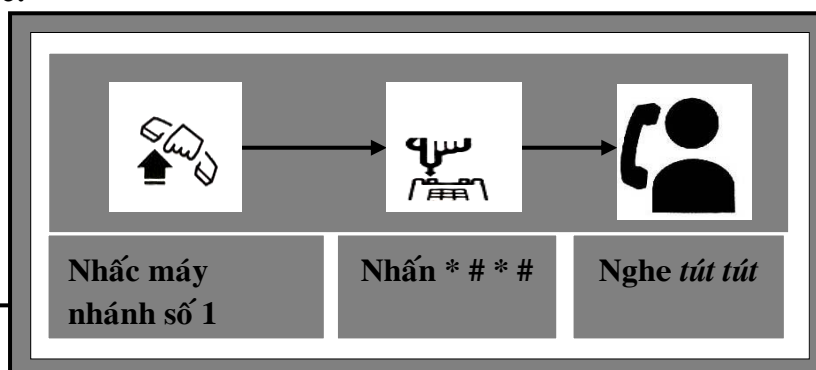 Nhấc máy
nhánh số 1
Nhấn * # * #
Nghe tút tút